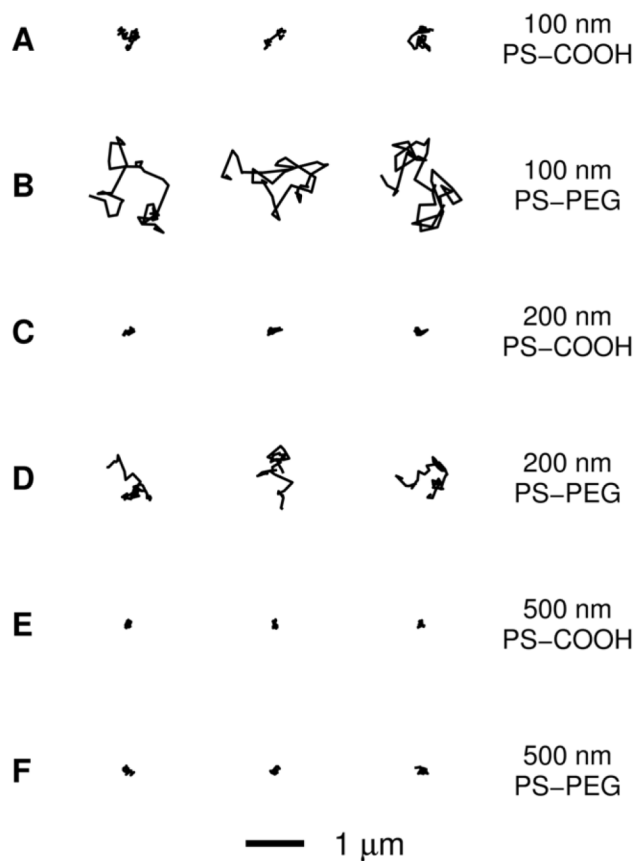 A
100 nm
PS−COOH
B
100 nm
PS−PEG
C
200 nm
PS−COOH
D
200 nm
PS−PEG
E
500 nm
PS−COOH
F
500 nm
PS−PEG
1 μm